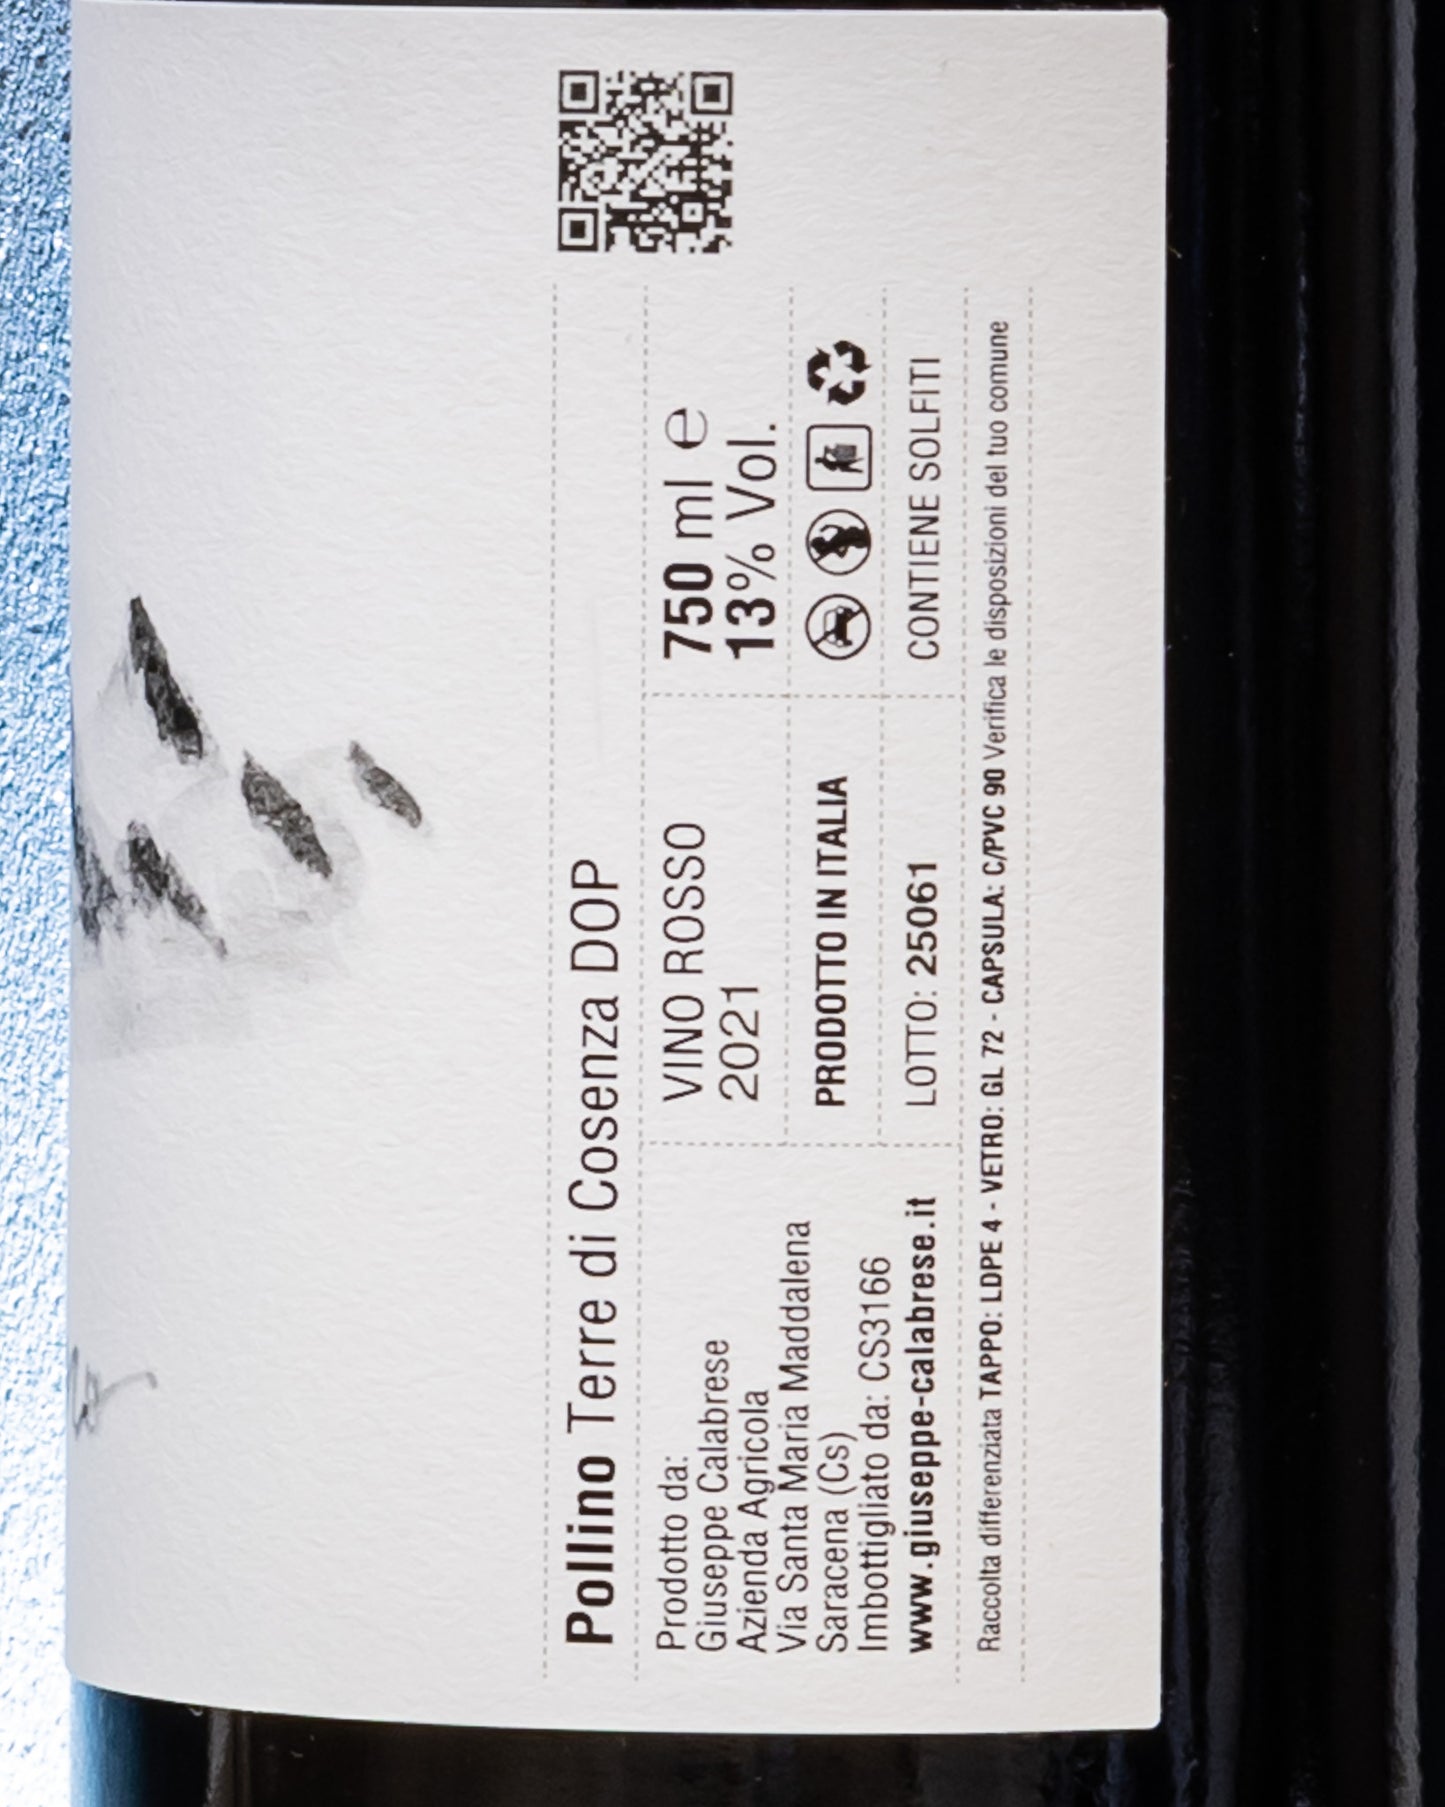 Pollino Terre di Cosenza DOP
Prodotto da:
Giuseppe Calabrese
Azienda Agricola
Via Santa Maria Maddalena
Saracena (Cs)
Imbottigliato da: CS3166
www.giuseppe-calabrese.it
VINO ROSSO
2021
PRODOTTO IN ITALIA
LOTTO: 25061
750 ml ℮
13% Vol.
CONTIENE SOLFITI
Raccolta differenziata TAPPO: LDPE 4 - VETRO: GL 72 - CAPSULA: C/PVC 90 Verifica le disposizioni del tuo comune